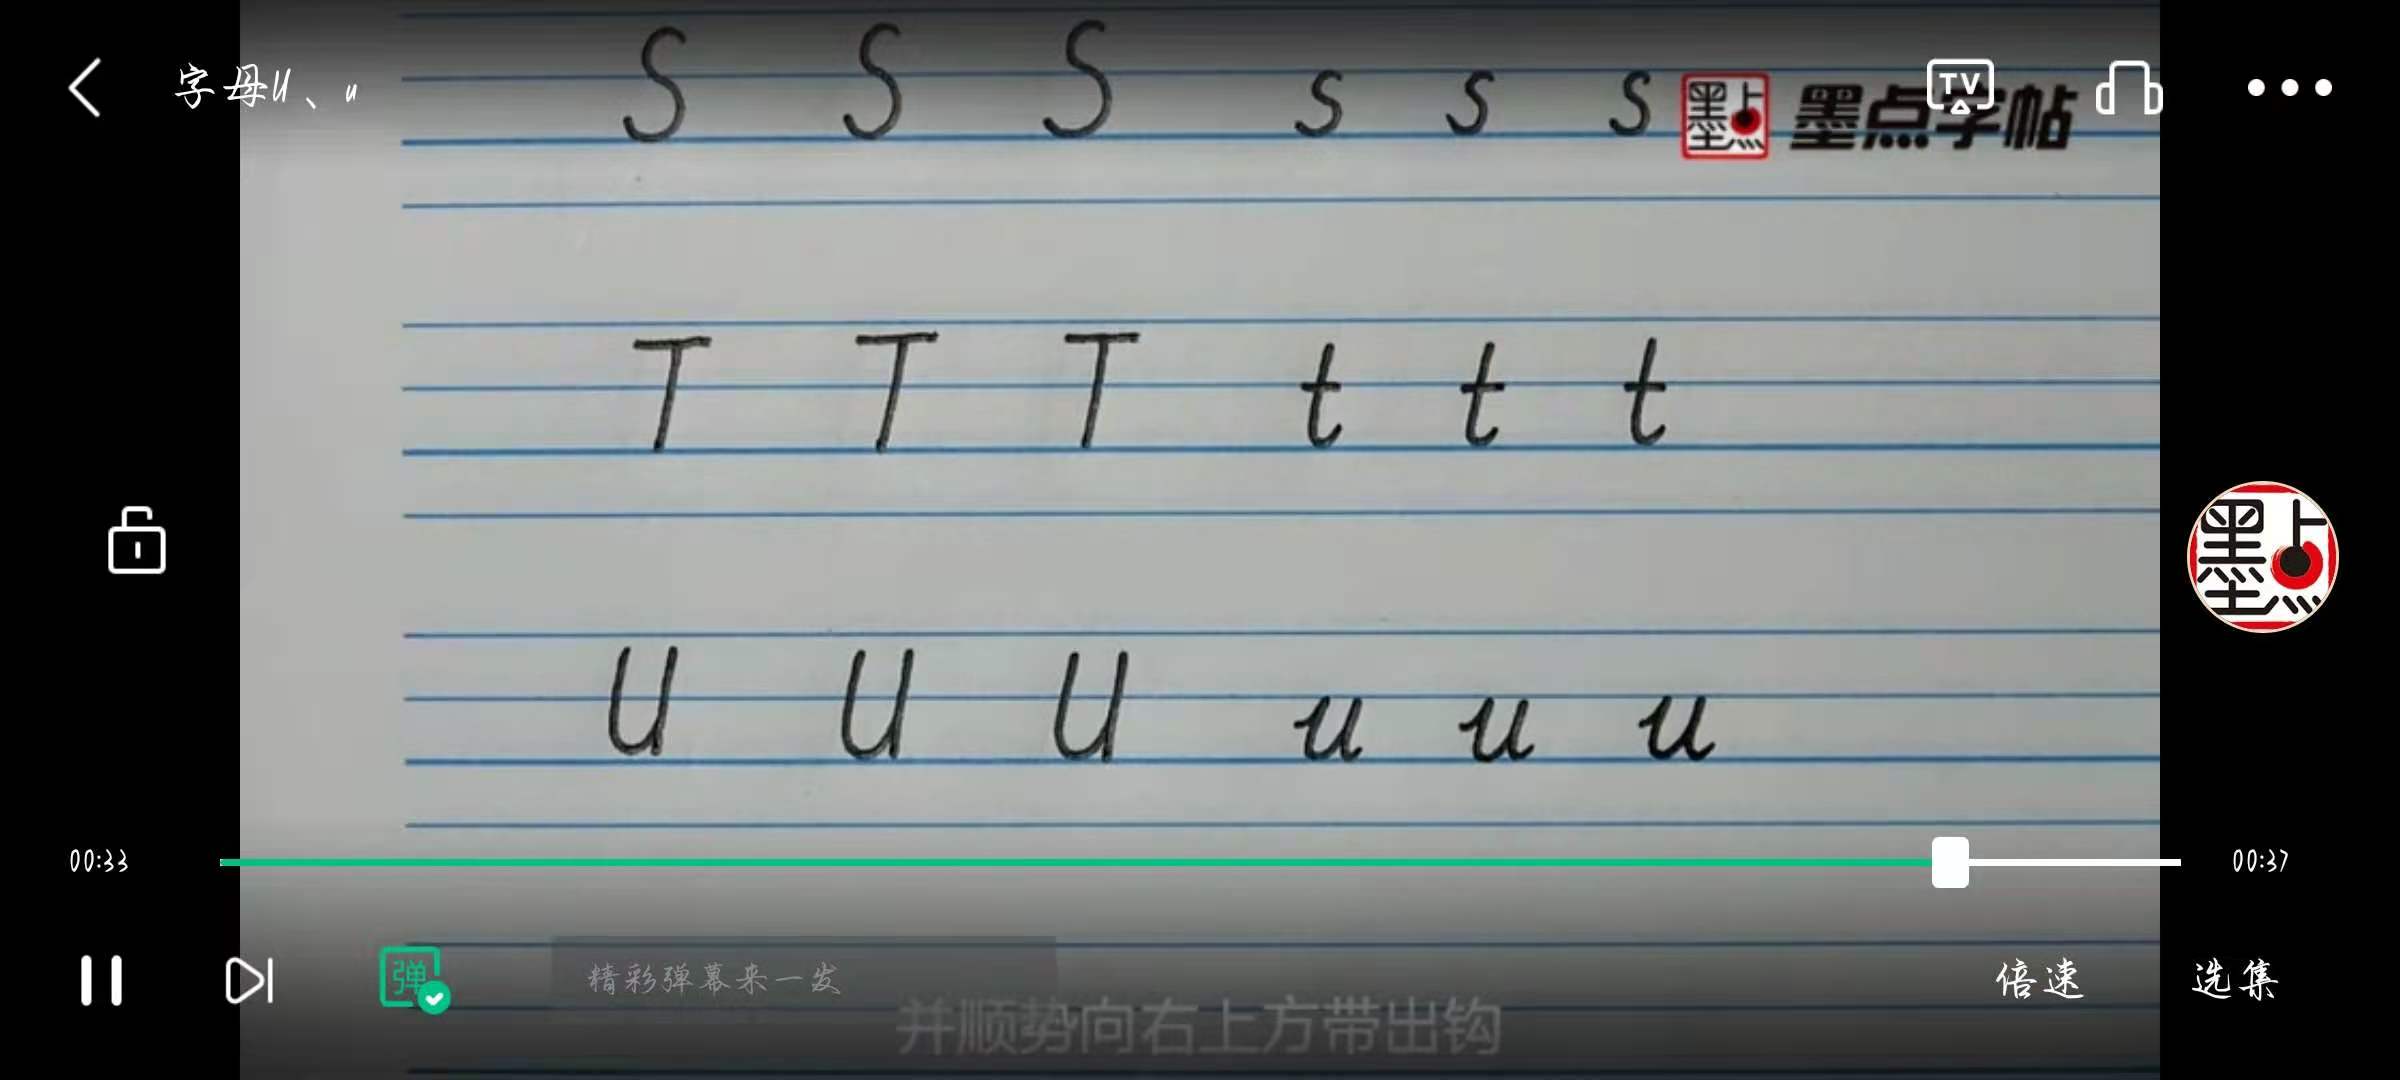 字母U、u
TV
S S S s s s
墨点 墨点字帖
T T T t t t
墨点
U U U u u u
00:33
00:37
弹
精彩弹幕来一发
倍速
选集
并顺势向右上方带出钩